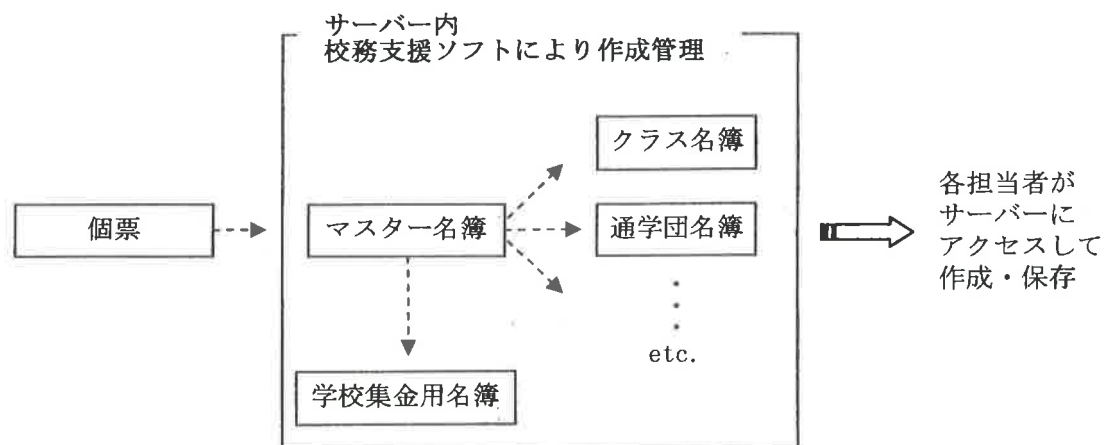 サーバー内
校務支援ソフトにより作成管理
クラス名簿
個票
マスター名簿
通学団名簿
各担当者が
サーバーに
アクセスして
作成・保存
etc.
学校集金用名簿